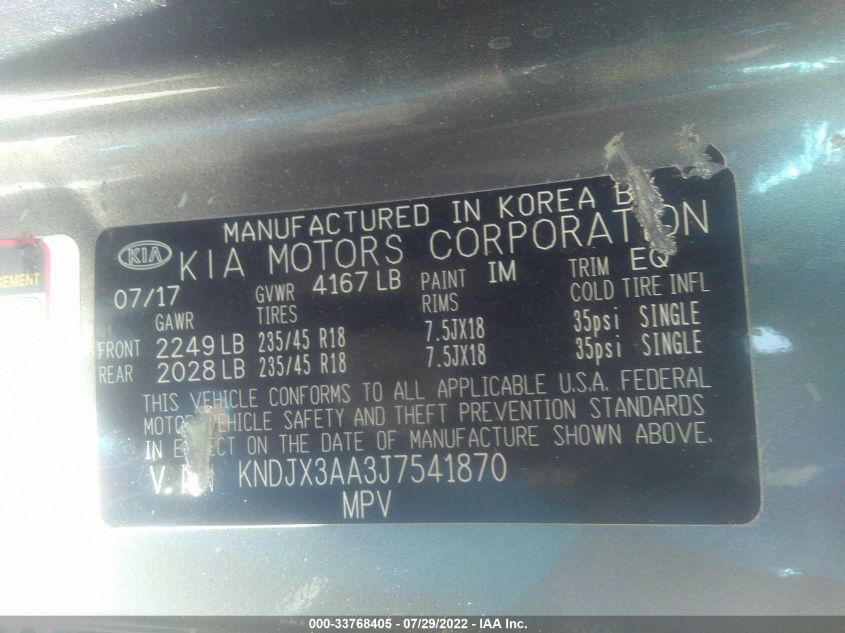 GEMENT
MANUFACTURED IN KOREA
KIA
KIA MOTORS CORPORATION
07/17 GVWR 4167 LB PAINT IM TRIM EQ
GAWR TIRES RIMS COLD TIRE INFL
FRONT 2249 LB 235/45 R18 7.5JX18 35psi SINGLE
REAR 2028 LB 235/45 R18 7.5JX18 35psi SINGLE
THIS VEHICLE CONFORMS TO ALL APPLICABLE U.S.A. FEDERAL
MOTOR VEHICLE SAFETY AND THEFT PREVENTION STANDARDS
IN EFFECT ON THE DATE OF MANUFACTURE SHOWN ABOVE.
V.I.N KNDJX3AA3J7541870
MPV
000-33768405 - 07/29/2022 - IAA Inc.